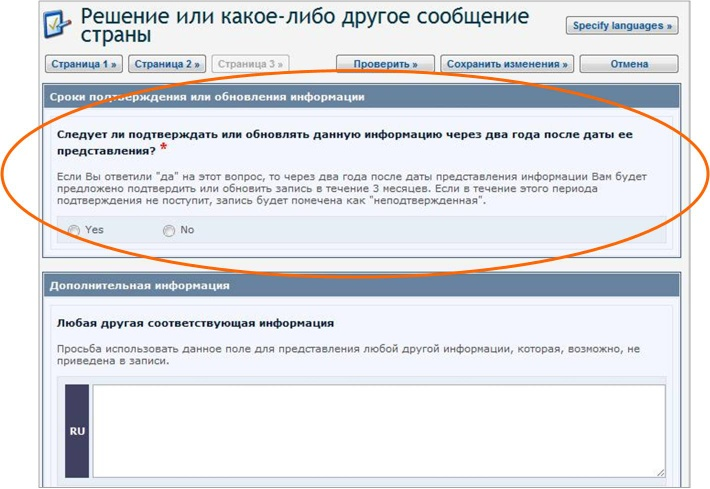 Решение или какое-либо другое сообщение
страны
Specify languages »
Страница 1 »
Страница 2 »
Страница 3 »
Проверить »
Сохранить изменения »
Отмена
Сроки подтверждения или обновления информации
Следует ли подтверждать или обновлять данную информацию через два года после даты ее
представления? *
Если Вы ответили "да" на этот вопрос, то через два года после даты представления информации Вам будет
предложено подтвердить или обновить запись в течение 3 месяцев. Если в течение этого периода
подтверждения не поступит, запись будет помечена как "неподтвержденная".
Yes
No
Дополнительная информация
Любая другая соответствующая информация
Просьба использовать данное поле для представления любой другой информации, которая, возможно, не
приведена в записи.
RU